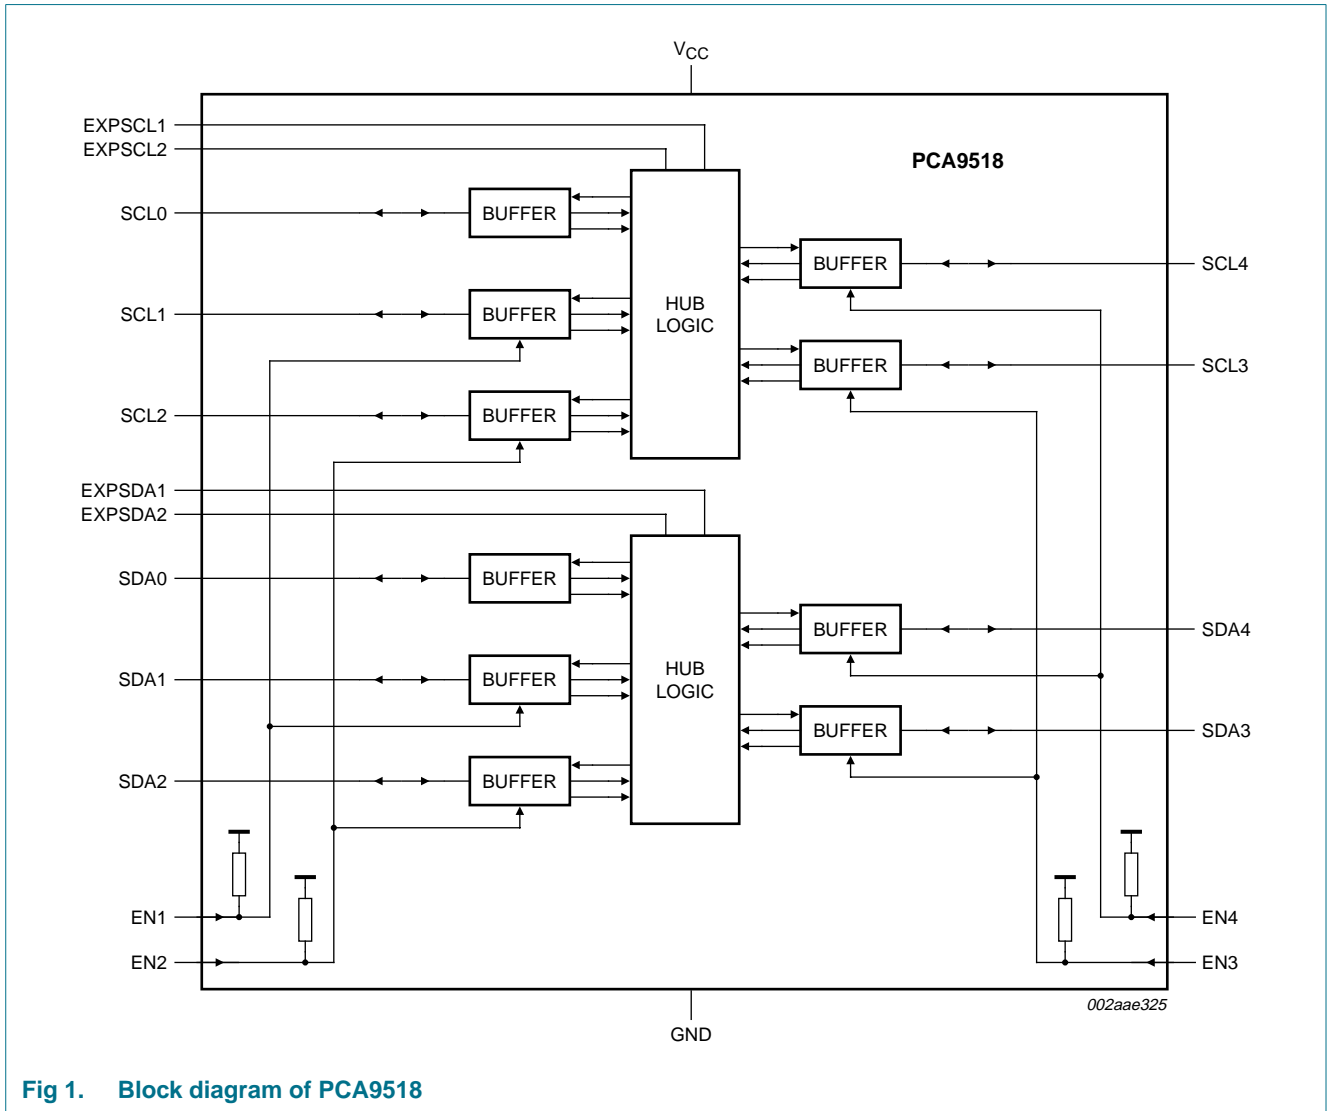 VCC
EXPSCL1
EXPSCL2
PCA9518
SCL0
BUFFER
SCL1
BUFFER
SCL2
BUFFER
HUB
LOGIC
BUFFER
SCL4
BUFFER
SCL3
EXPSDA1
EXPSDA2
SDA0
BUFFER
SDA1
BUFFER
SDA2
BUFFER
HUB
LOGIC
BUFFER
SDA4
BUFFER
SDA3
EN1
EN2
EN4
EN3
002aae325
GND
Fig 1. Block diagram of PCA9518